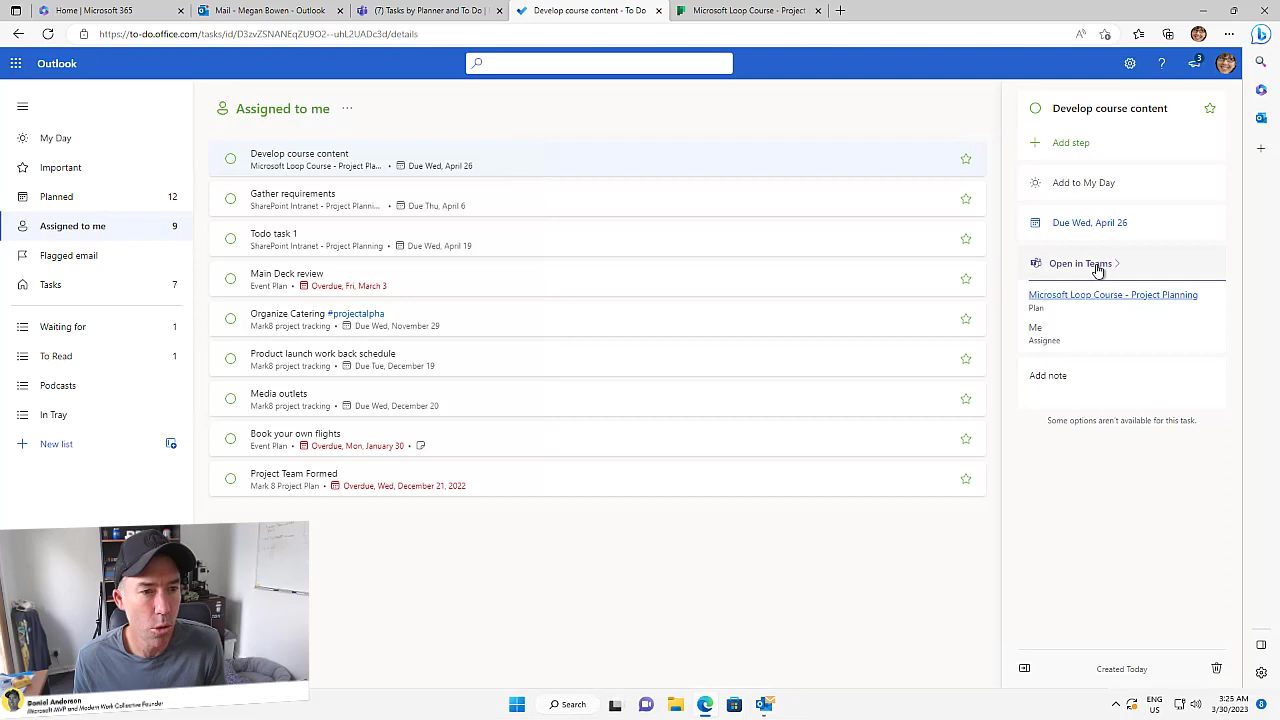 Home | Microsoft 365
Mail - Megan Bowen - Outlook
(7) Tasks by Planner and To Do |
Develop course content - To Do
Microsoft Loop Course - Project
https://to-do.office.com/tasks/id/D3zvZSNANEqZU9O2--uhL2UADc3d/details
Outlook
3
My Day
Important
Planned 12
Assigned to me 9
Flagged email
Tasks 7
Waiting for 1
To Read 1
Podcasts
In Tray
New list
Assigned to me ...
Develop course content
Microsoft Loop Course - Project Pla... • Due Wed, April 26
Gather requirements
SharePoint Intranet - Project Planni... • Due Thu, April 6
Todo task 1
SharePoint Intranet - Project Planning • Due Wed, April 19
Main Deck review
Event Plan • Overdue, Fri, March 3
Organize Catering #projectalpha
Mark8 project tracking • Due Wed, November 29
Product launch work back schedule
Mark8 project tracking • Due Tue, December 19
Media outlets
Mark8 project tracking • Due Wed, December 20
Book your own flights
Event Plan • Overdue, Mon, January 30 •
Project Team Formed
Mark 8 Project Plan • Overdue, Wed, December 21, 2022
Develop course content
Add step
Add to My Day
Due Wed, April 26
Open in Teams
Microsoft Loop Course - Project Planning
Plan
Me
Assignee
Add note
Some options aren't available for this task.
Created Today
Daniel Anderson
Microsoft MVP and Modern Work Collective Founder
Search
ENG
US
3:25 AM
3/30/2023
8